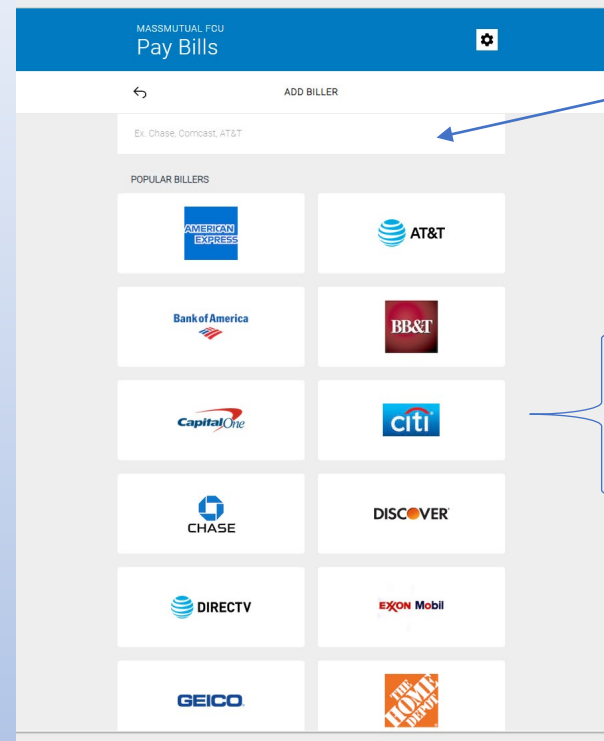 MASSMUTUAL FCU
Pay Bills
ADD BILLER
Ex. Chase, Comcast, AT&T
POPULAR BILLERS
AMERICAN
EXPRESS
AT&T
Bank of America
BB&T
Capital One
citi
CHASE
DISCOVER
DIRECTV
EXXON Mobil
GEICO
THE
HOME
DEPOT